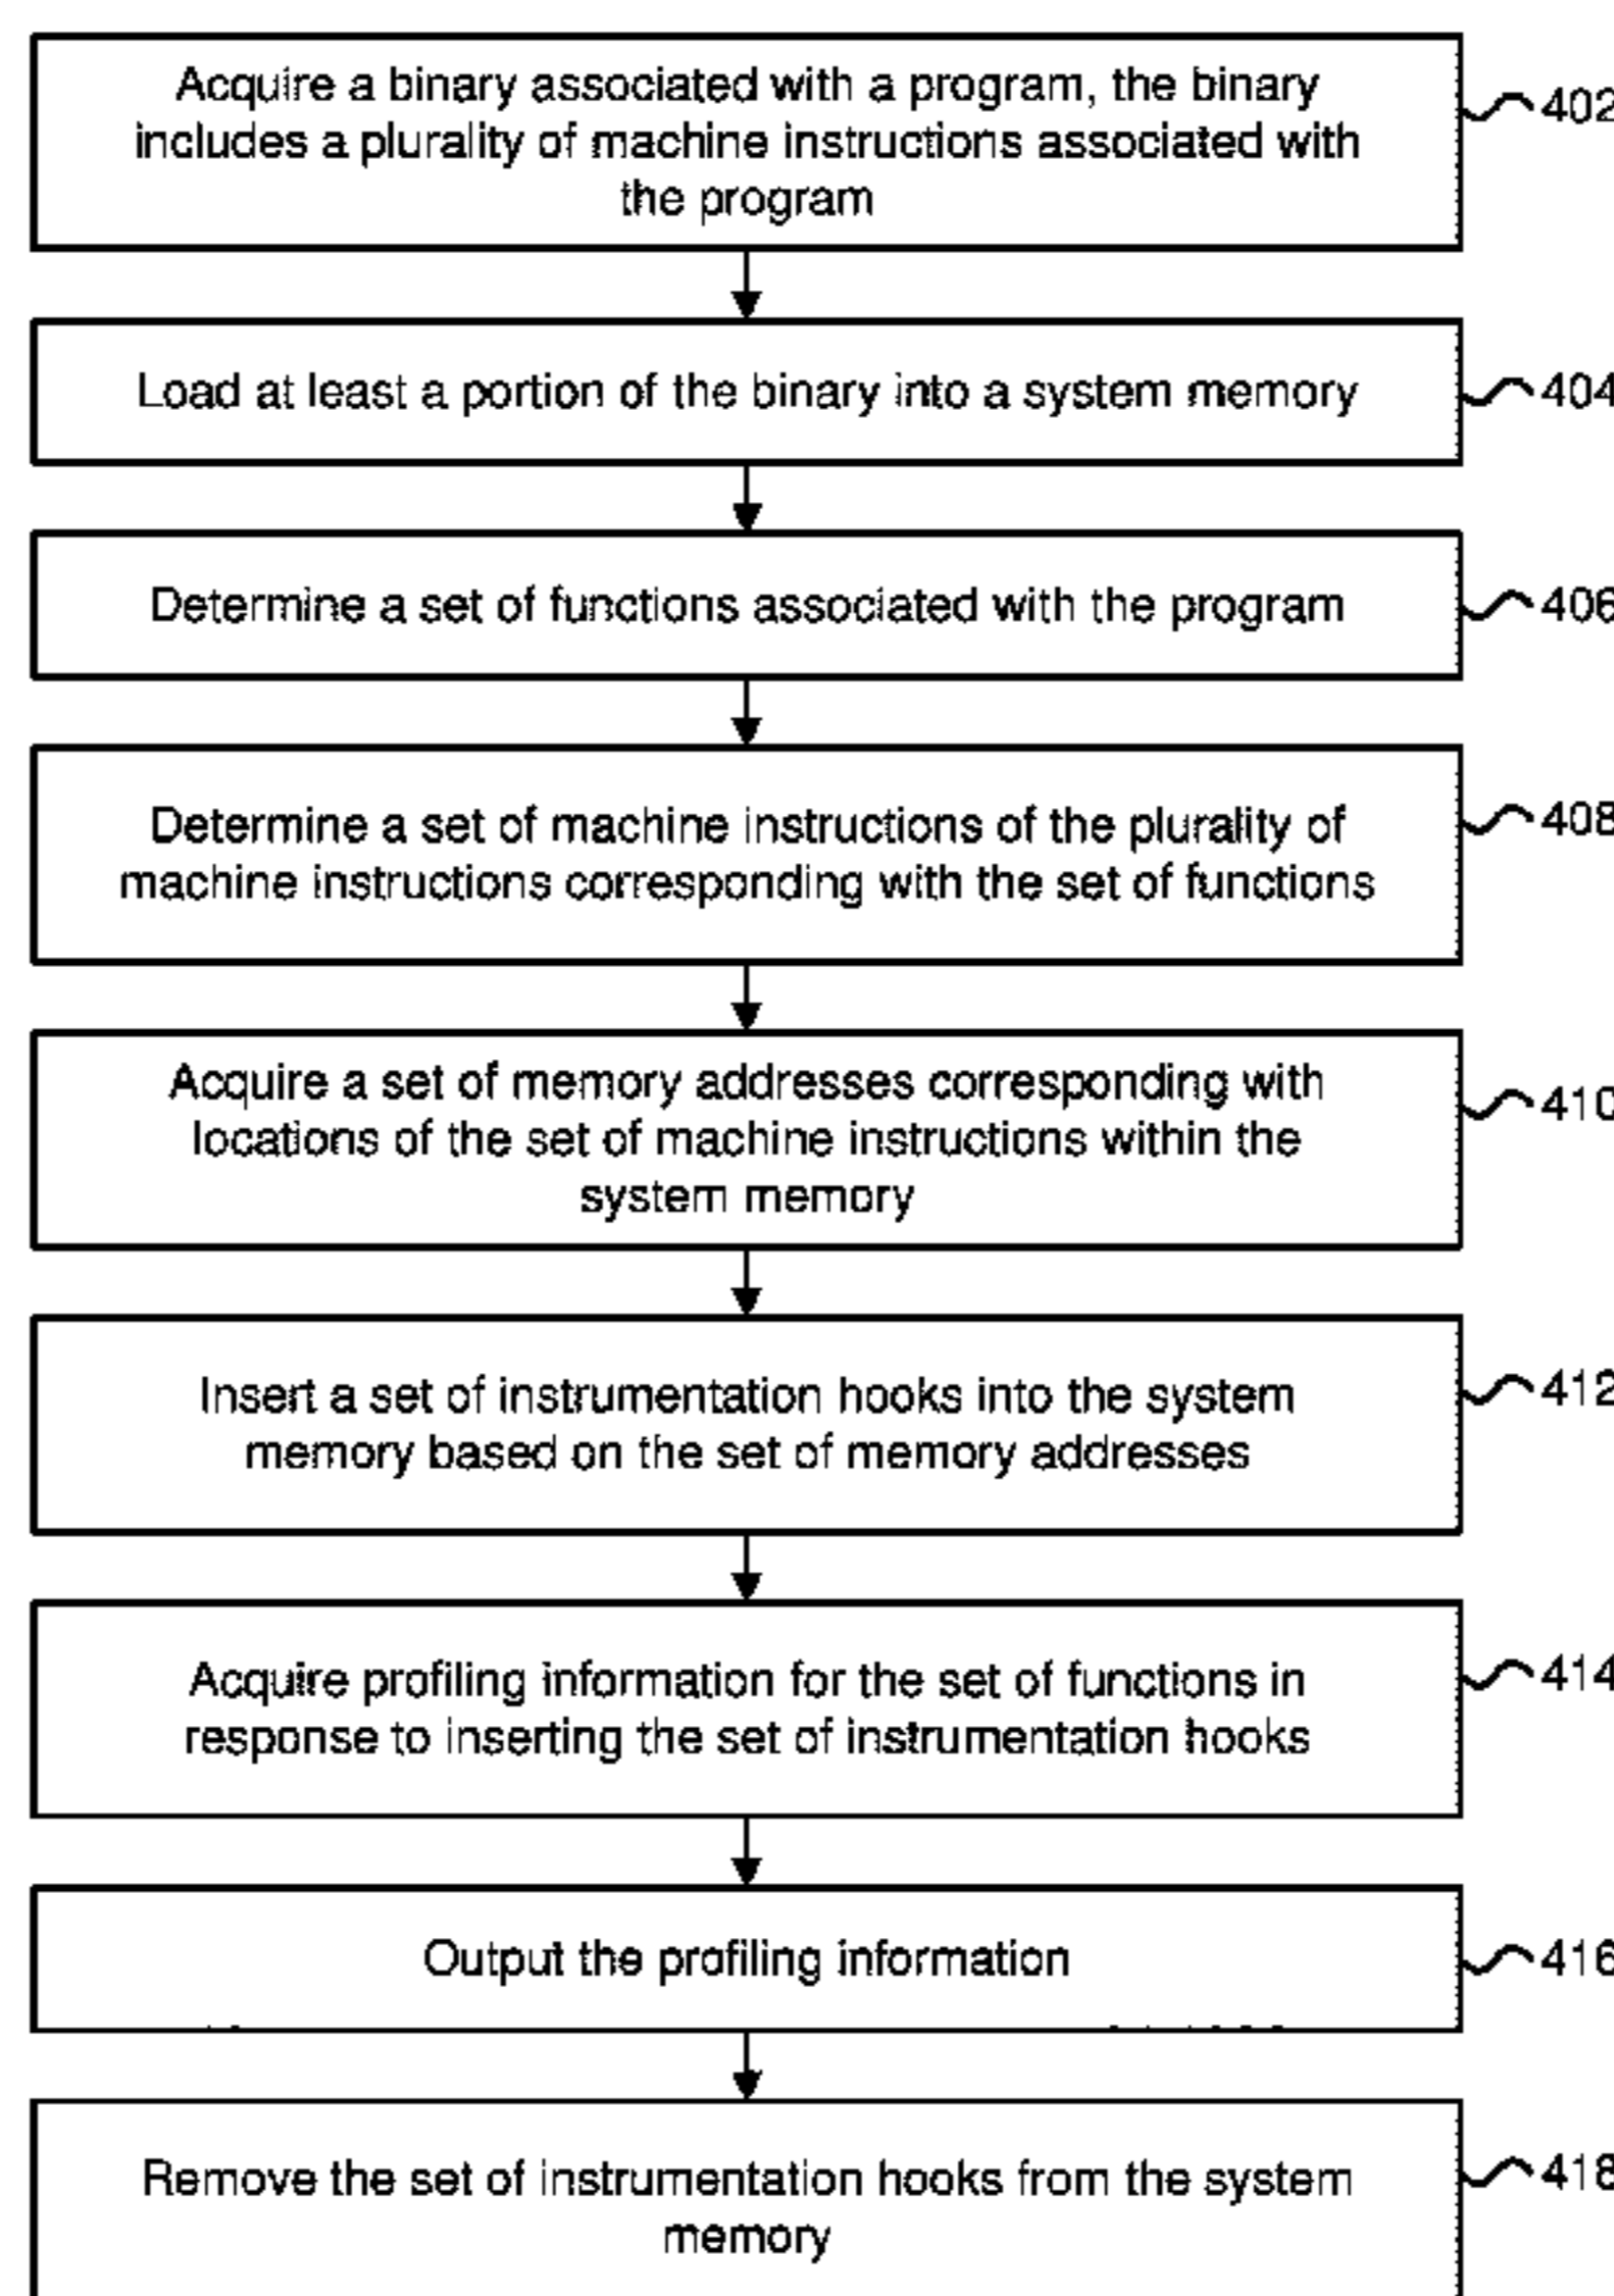 Acquire a binary associated with a program, the binary
includes a plurality of machine instructions associated with
the program
402
Load at least a portion of the binary into a system memory
404
Determine a set of functions associated with the program
406
Determine a set of machine instructions of the plurality of
machine instructions corresponding with the set of functions
408
Acquire a set of memory addresses corresponding with
locations of the set of machine instructions within the
system memory
410
Insert a set of instrumentation hooks into the system
memory based on the set of memory addresses
412
Acquire profiling information for the set of functions in
response to inserting the set of instrumentation hooks
414
Output the profiling information
416
Remove the set of instrumentation hooks from the system
memory
418